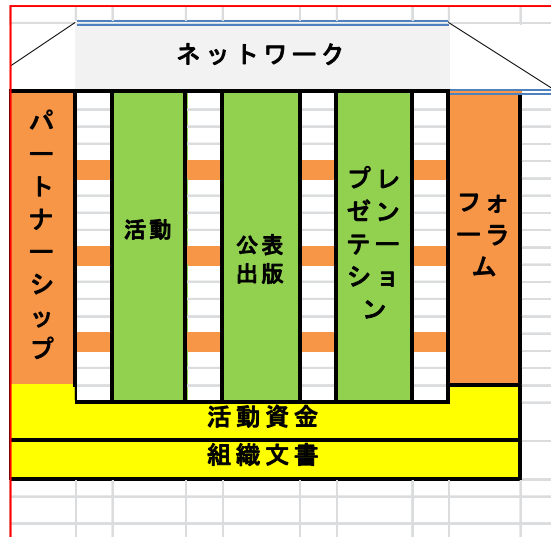 ネットワーク
パートナーシップ
活動
公表
出版
プレ
ゼン
テー
ショ
ン
フォ
ーラ
ム
活動資金
組織文書